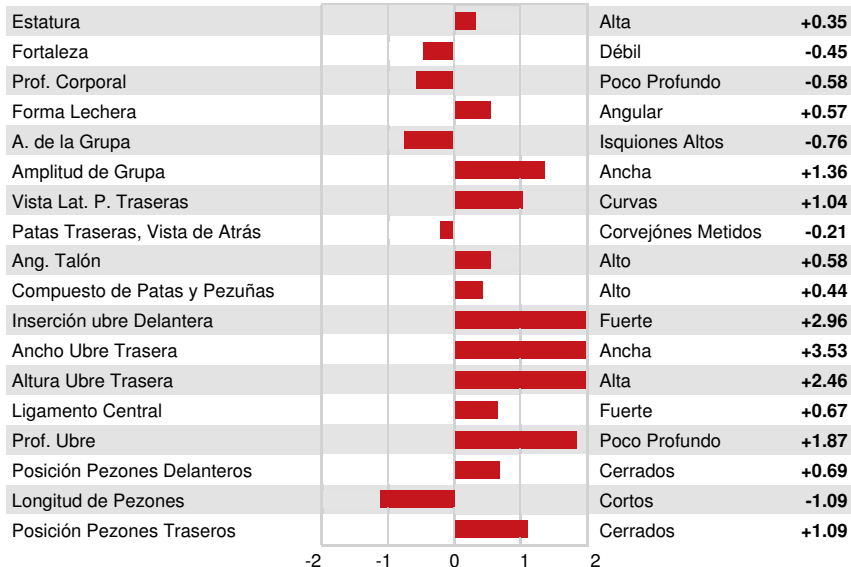 Estatura Alta +0.35
Fortaleza Débil -0.45
Prof. Corporal Poco Profundo -0.58
Forma Lechera Angular +0.57
A. de la Grupa Isquiones Altos -0.76
Amplitud de Grupa Ancha +1.36
Vista Lat. P. Traseras Curvas +1.04
Patas Traseras, Vista de Atrás Corvejónes Metidos -0.21
Ang. Talón Alto +0.58
Compuesto de Patas y Pezuñas Alto +0.44
Inserción ubre Delantera Fuerte +2.96
Ancho Ubre Trasera Ancha +3.53
Altura Ubre Trasera Alta +2.46
Ligamento Central Fuerte +0.67
Prof. Ubre Poco Profundo +1.87
Posición Pezones Delanteros Cerrados +0.69
Longitud de Pezones Cortos -1.09
Posición Pezones Traseros Cerrados +1.09
-2 -1 0 1 2